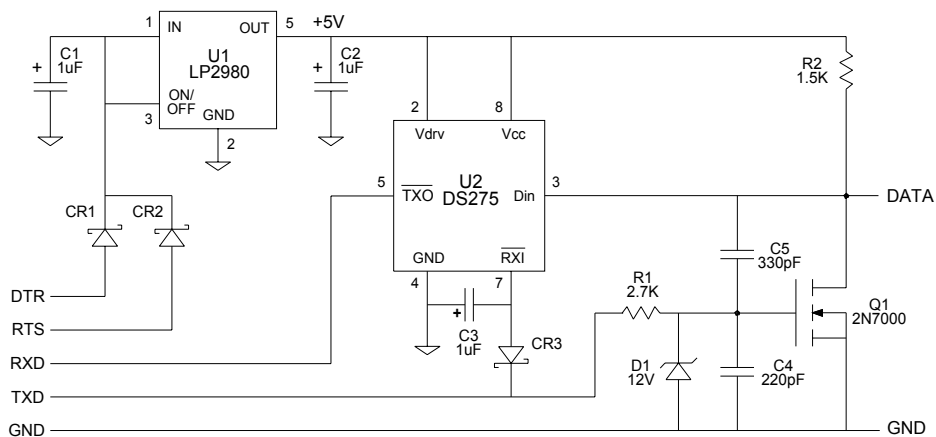 1
IN
OUT
5
+5V
U1
LP2980
C1
1uF
+
C2
1uF
+
ON/
OFF
GND
3
2
R2
1.5K
2
8
Vdrv
Vcc
5
TXO
U2
DS275
Din
3
DATA
CR1
CR2
GND
RXI
4
7
C5
330pF
R1
2.7K
Q1
2N7000
DTR
RTS
+
C3
1uF
CR3
D1
12V
C4
220pF
RXD
TXD
GND
GND